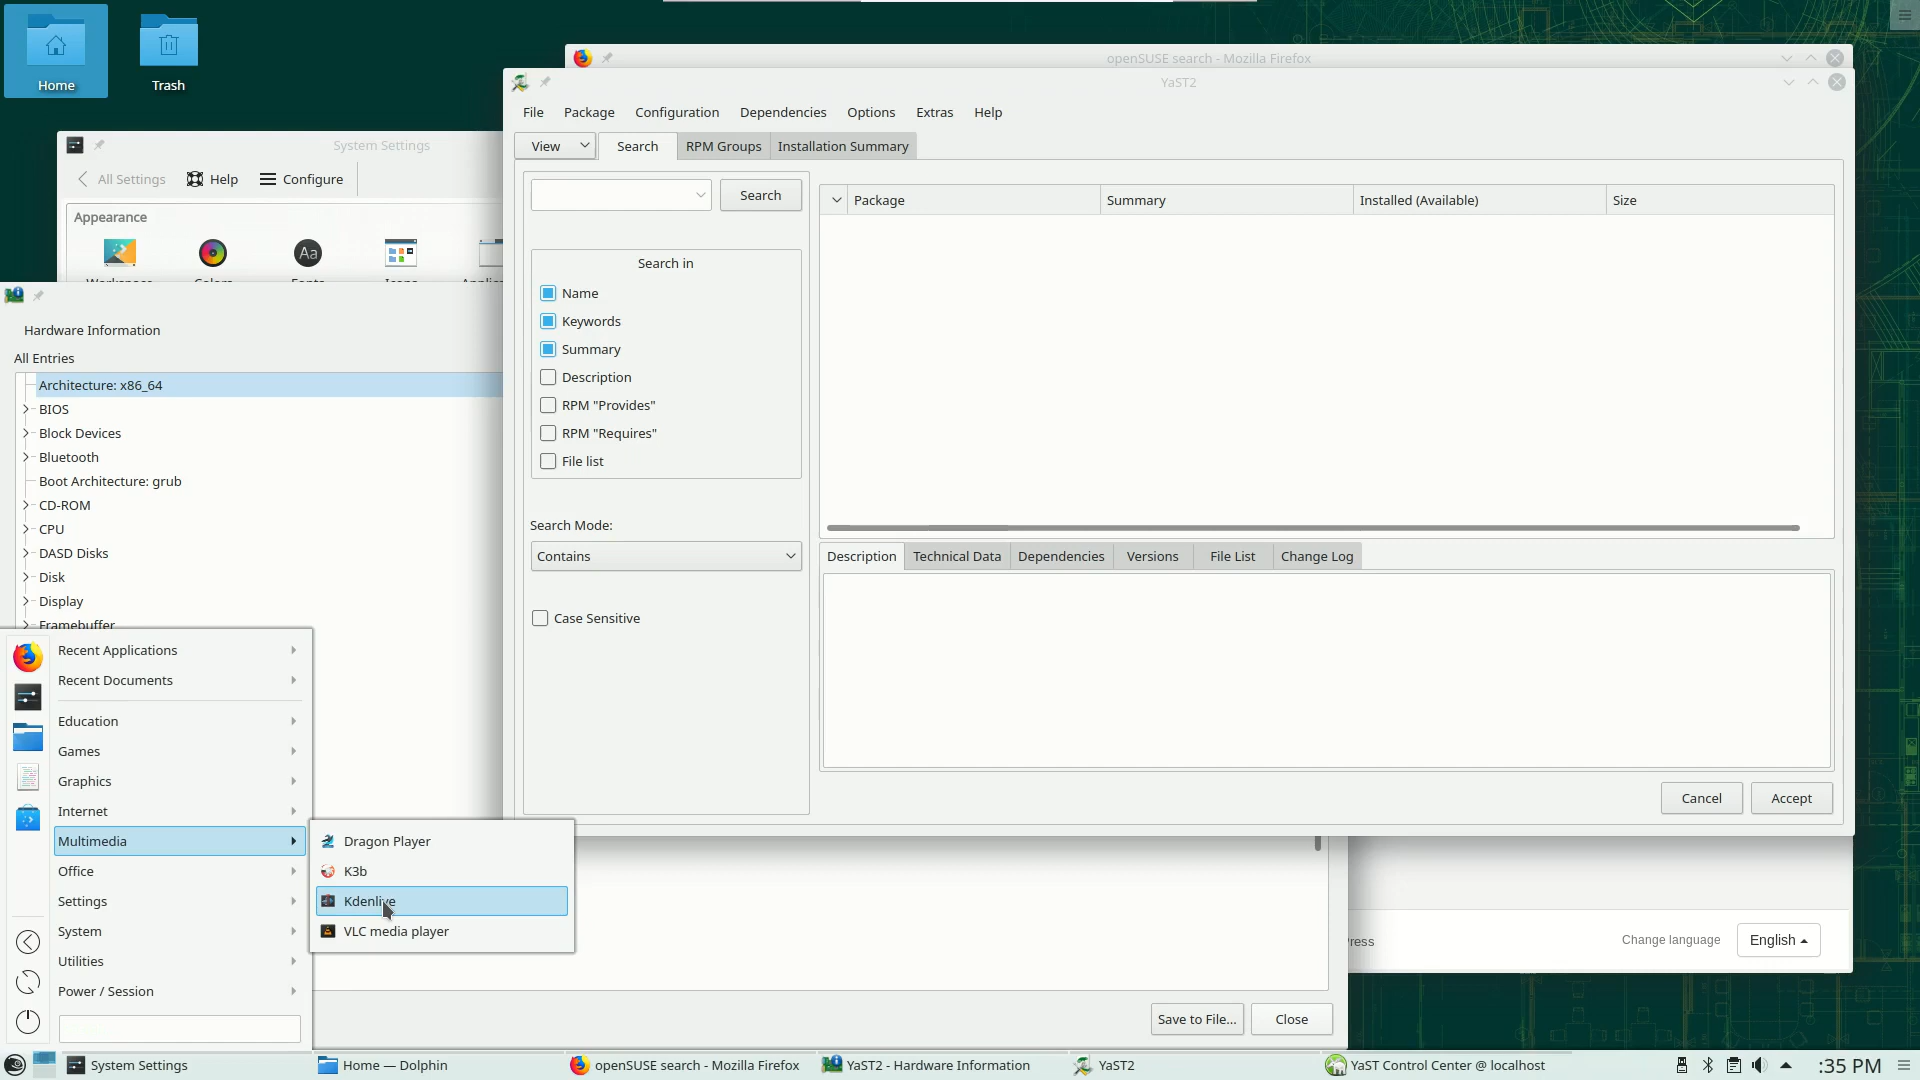 Home
Trash
openSUSE search - Mozilla Firefox
YaST2
File Package Configuration Dependencies Options Extras Help
View Search RPM Groups Installation Summary
System Settings
All Settings Help Configure
Appearance
Aa
Search
Package Summary Installed (Available) Size
Search in
Name
Keywords
Summary
Description
RPM "Provides"
RPM "Requires"
File list
Search Mode:
Contains
Case Sensitive
Description Technical Data Dependencies Versions File List Change Log
Cancel Accept
Hardware Information
All Entries
Architecture: x86_64
BIOS
Block Devices
Bluetooth
Boot Architecture: grub
CD-ROM
CPU
DASD Disks
Disk
Display
Framebuffer
Recent Applications
Recent Documents
Education
Games
Graphics
Internet
Multimedia
Office
Settings
System
Utilities
Power / Session
Dragon Player
K3b
Kdenlive
VLC media player
Change language English
Save to File... Close
System Settings Home — Dolphin openSUSE search - Mozilla Firefox YaST2 - Hardware Information YaST2 YaST Control Center @ localhost :35 PM